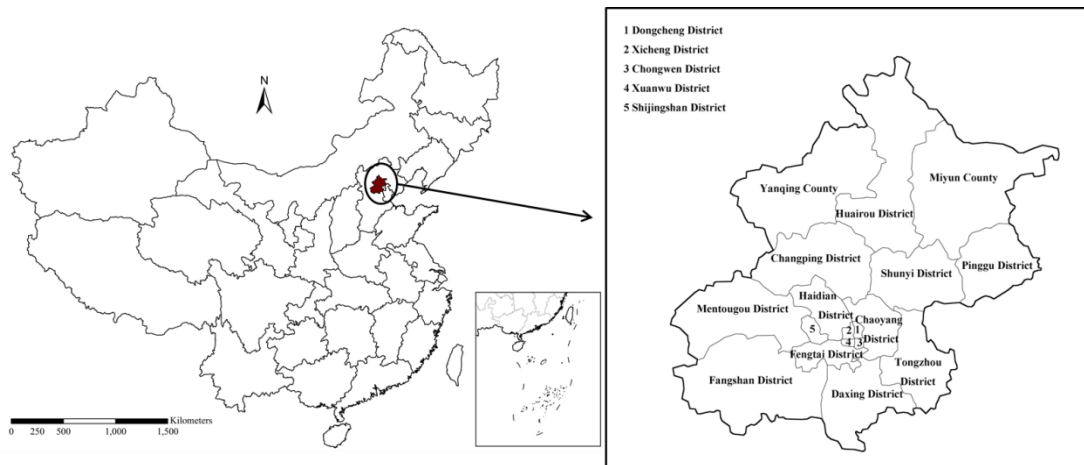 N
Kilometers
0 250 500 1,000 1,500
1 Dongcheng District
2 Xicheng District
3 Chongwen District
4 Xuanwu District
5 Shijingshan District
Yanqing County
Miyun County
Huairou District
Changping District
Shunyi District
Pinggu District
Haidian
District
Mentougou District
Chaoyang
District
5
2 1
4 3
Fengtai District
Tongzhou
District
Fangshan District
Daxing District